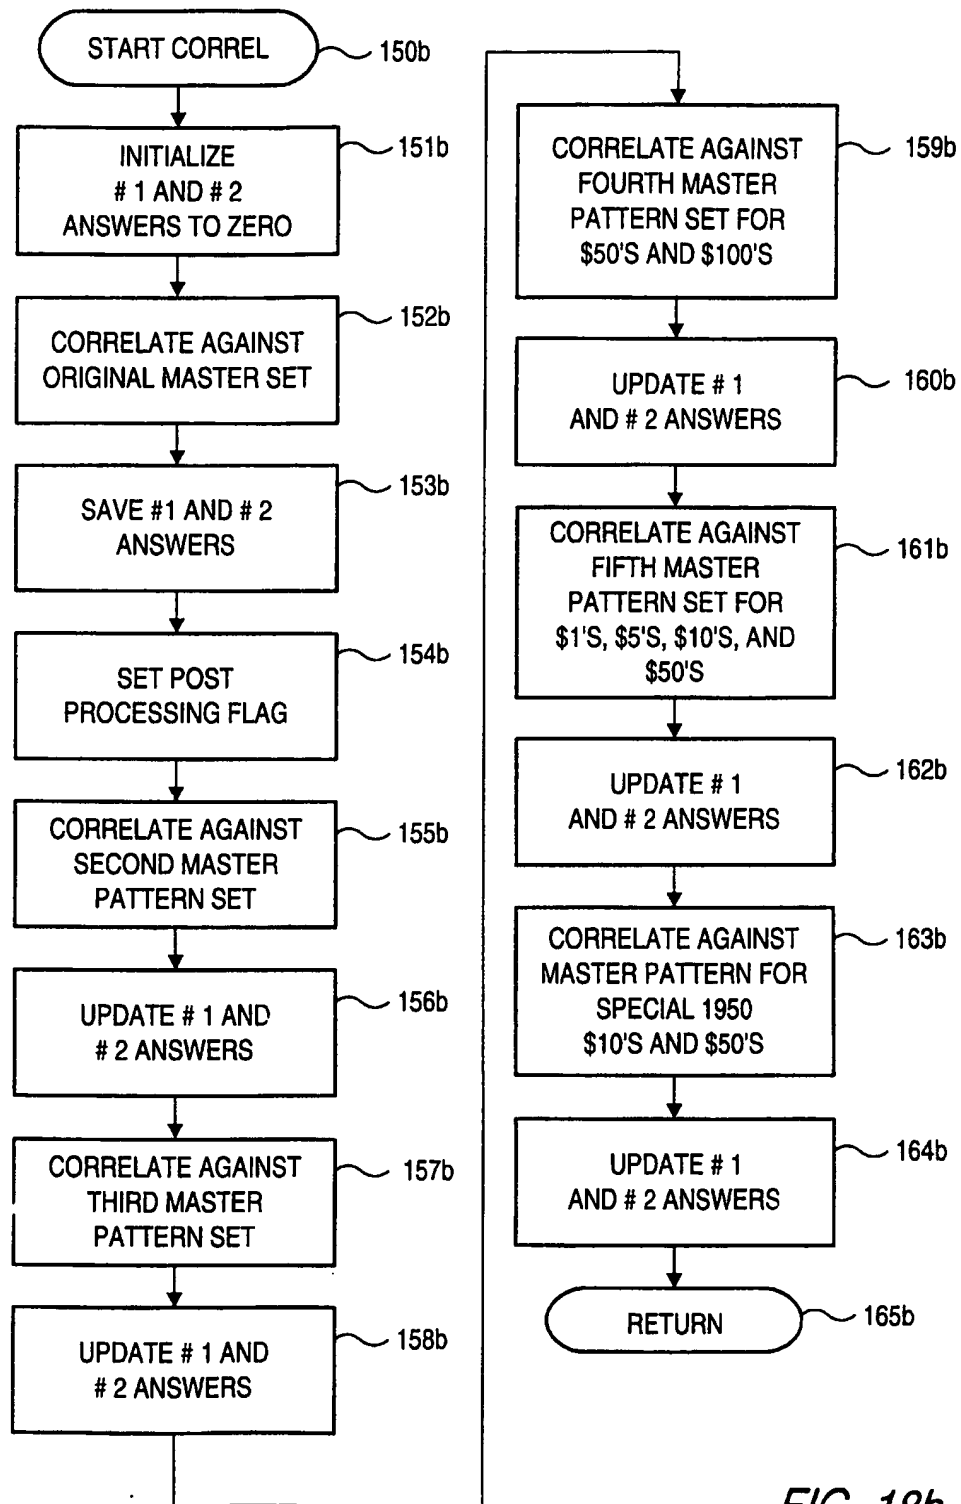 START CORREL
150b
INITIALIZE
# 1 AND # 2
ANSWERS TO ZERO
151b
CORRELATE AGAINST
ORIGINAL MASTER SET
152b
SAVE #1 AND # 2
ANSWERS
153b
SET POST
PROCESSING FLAG
154b
CORRELATE AGAINST
SECOND MASTER
PATTERN SET
155b
UPDATE # 1 AND
# 2 ANSWERS
156b
CORRELATE AGAINST
THIRD MASTER
PATTERN SET
157b
UPDATE # 1 AND
# 2 ANSWERS
158b
CORRELATE AGAINST
FOURTH MASTER
PATTERN SET FOR
$50'S AND $100'S
159b
UPDATE # 1
AND # 2 ANSWERS
160b
CORRELATE AGAINST
FIFTH MASTER
PATTERN SET FOR
$1'S, $5'S, $10'S, AND
$50'S
161b
UPDATE # 1
AND # 2 ANSWERS
162b
CORRELATE AGAINST
MASTER PATTERN FOR
SPECIAL 1950
$10'S AND $50'S
163b
UPDATE # 1
AND # 2 ANSWERS
164b
RETURN
165b
FIG. 18b